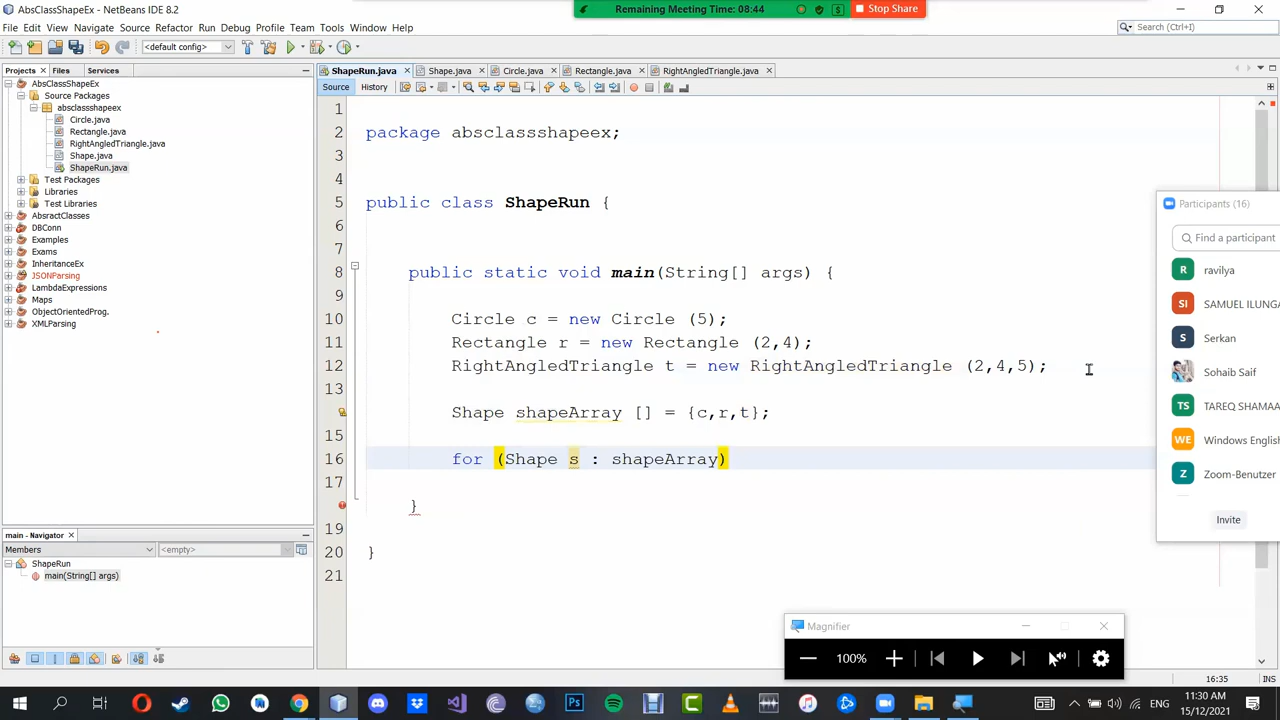 AbsClassShapeEx - NetBeans IDE 8.2
Remaining Meeting Time: 08:44
Stop Share
File Edit View Navigate Source Refactor Run Debug Profile Team Tools Window Help
Search (Ctrl+I)
<default config>
Projects Files Services
ShapeRun.java Shape.java Circle.java Rectangle.java RightAngledTriangle.java
Source History
AbsClassShapeEx
Source Packages
absclassshapeex
Circle.java
Rectangle.java
RightAngledTriangle.java
Shape.java
ShapeRun.java
Test Packages
Libraries
Test Libraries
AbsractClasses
DBConn
Examples
Exams
InheritanceEx
JSONParsing
LambdaExpressions
Maps
ObjectOrientedProg.
XMLParsing
1
2 package absclassshapeex;
3
4
5 public class ShapeRun {
6
7
8 public static void main(String[] args) {
9
10 Circle c = new Circle (5);
11 Rectangle r = new Rectangle (2,4);
12 RightAngledTriangle t = new RightAngledTriangle (2,4,5);
13
Shape shapeArray [] = {c,r,t};
15
16 for (Shape s : shapeArray)
17
}
19
20 }
21
Participants (16)
Find a participant
R ravilya
SI SAMUEL ILUNGA
S Serkan
Sohaib Saif
TS TAREQ SHAMAA
WE Windows English
Z Zoom-Benutzer
Invite
main - Navigator
Members <empty>
ShapeRun
main(String[] args)
Magnifier
100%
16:35 INS
ENG
11:30 AM
15/12/2021